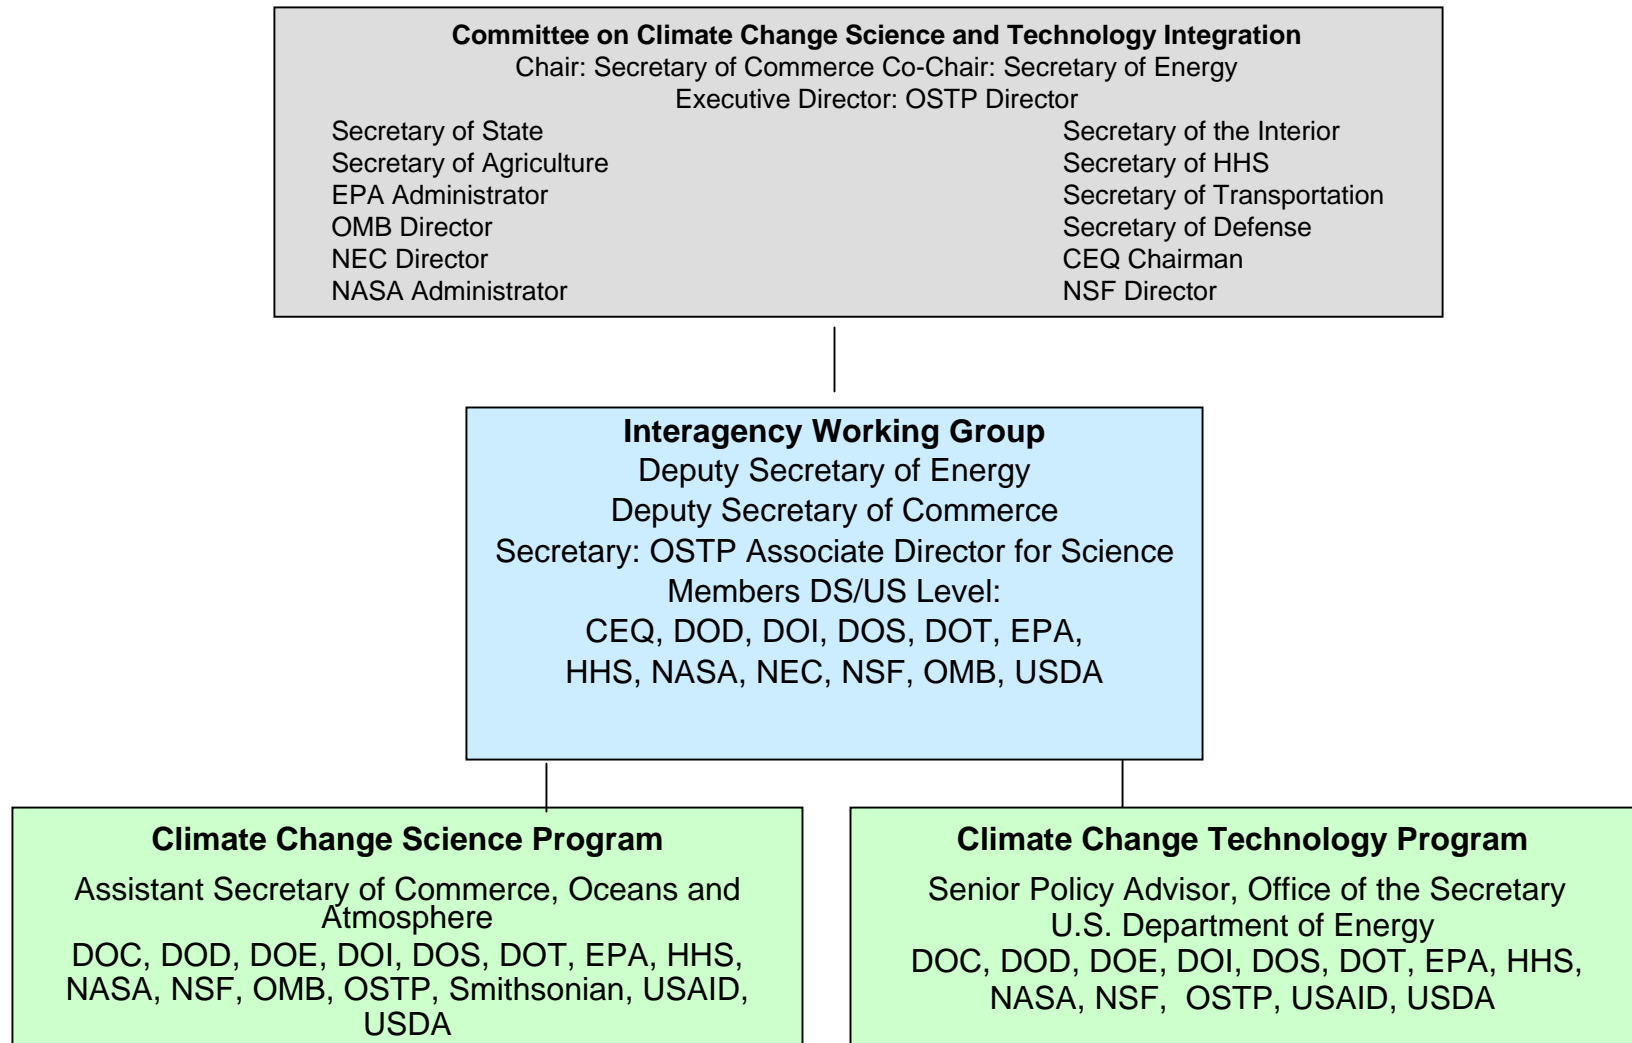 Committee on Climate Change Science and Technology Integration
Chair: Secretary of Commerce Co-Chair: Secretary of Energy
Executive Director: OSTP Director
Secretary of State
Secretary of Agriculture
EPA Administrator
OMB Director
NEC Director
NASA Administrator
Secretary of the Interior
Secretary of HHS
Secretary of Transportation
Secretary of Defense
CEQ Chairman
NSF Director
Interagency Working Group
Deputy Secretary of Energy
Deputy Secretary of Commerce
Secretary: OSTP Associate Director for Science
Members DS/US Level:
CEQ, DOD, DOI, DOS, DOT, EPA,
HHS, NASA, NEC, NSF, OMB, USDA
Climate Change Science Program
Assistant Secretary of Commerce, Oceans and
Atmosphere
DOC, DOD, DOE, DOI, DOS, DOT, EPA, HHS,
NASA, NSF, OMB, OSTP, Smithsonian, USAID,
USDA
Climate Change Technology Program
Senior Policy Advisor, Office of the Secretary
U.S. Department of Energy
DOC, DOD, DOE, DOI, DOS, DOT, EPA, HHS,
NASA, NSF, OSTP, USAID, USDA